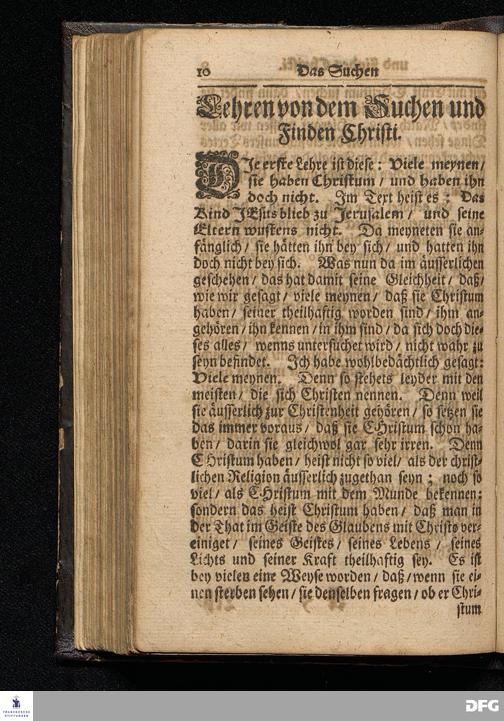 10 Das Suchen
Lehren von dem Suchen und
Finden Christi.
DIe erste Lehre ist diese: Viele meynen/
sie haben Christum/ und haben ihn
doch nicht. Im Text heist es: Das
Kind JEsus blieb zu Jerusalem/ und seine
Eltern wustens nicht. Da meyneten sie an-
fänglich/ sie hätten ihn bey sich/ und hatten ihn
doch nicht bey sich. Was nun da im äusserlichen
geschehen/ das hat damit seine Gleichheit/ daß/
wie wir gesagt/ viele meynen/ daß sie Christum
haben/ seiner theilhaftig worden sind/ ihm an-
gehören/ ihn kennen/ in ihm sind/ da sich doch die-
ses alles/ wenns untersuchet wird/ nicht wahr zu
seyn befindet. Ich habe wohlbedächtlich gesagt:
Viele meynen. Denn so stehets leyder mit den
meisten/ die sich Christen nennen. Denn weil
sie äusserlich zur Christenheit gehören/ so setzen sie
das immer voraus/ daß sie CHristum schon ha-
ben/ darin sie gleichwol gar sehr irren. Denn
CHristum haben/ heist nicht so viel/ als der christ-
lichen Religion äusserlich zugethan seyn; noch so
viel/ als CHristum mit dem Munde bekennen;
sondern das heist Christum haben/ daß man in
der That im Geiste des Glaubens mit Christo ver-
einiget/ seines Geistes/ seines Lebens/ seines
Lichts und seiner Kraft theilhaftig sey. Es ist
bey vielen eine Weyse worden/ daß/ wenn sie ei-
nen sterben sehen/ sie denselben fragen/ ob er Chri-
stum
FRANCKESCHE
STIFTUNGEN
DFG